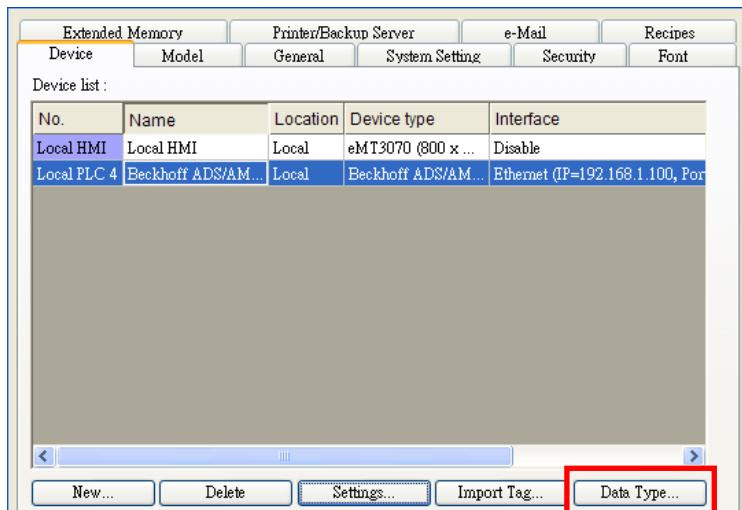 Extended Memory Printer/Backup Server e-Mail Recipes
Device Model General System Setting Security Font
Device list :
No. Name Location Device type Interface
Local HMI Local HMI Local eMT3070 (800 x ... Disable
Local PLC 4 Beckhoff ADS/AM... Local Beckhoff ADS/AM... Ethernet (IP=192.168.1.100, Por
New... Delete Settings... Import Tag... Data Type...